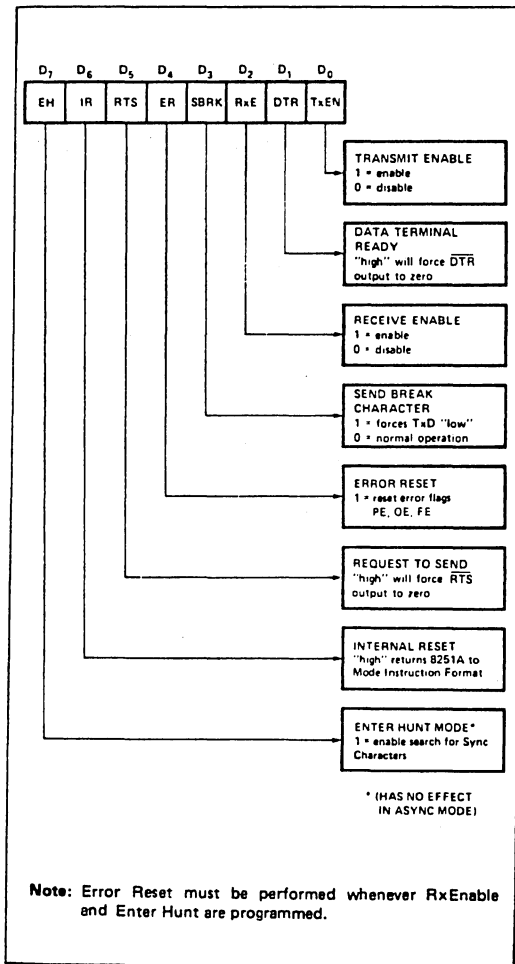 D7 D6 D5 D4 D3 D2 D1 D0
EH IR RTS ER SBRK RxE DTR TxEN
TRANSMIT ENABLE
1 = enable
0 = disable
DATA TERMINAL
READY
"high" will force DTR
output to zero
RECEIVE ENABLE
1 = enable
0 = disable
SEND BREAK
CHARACTER
1 = forces TxD "low"
0 = normal operation
ERROR RESET
1 = reset error flags
PE, OE, FE
REQUEST TO SEND
"high" will force RTS
output to zero
INTERNAL RESET
"high" returns 8251A to
Mode Instruction Format
ENTER HUNT MODE*
1 = enable search for Sync
Characters
* (HAS NO EFFECT
IN ASYNC MODE)
Note: Error Reset must be performed whenever RxEnable
and Enter Hunt are programmed.